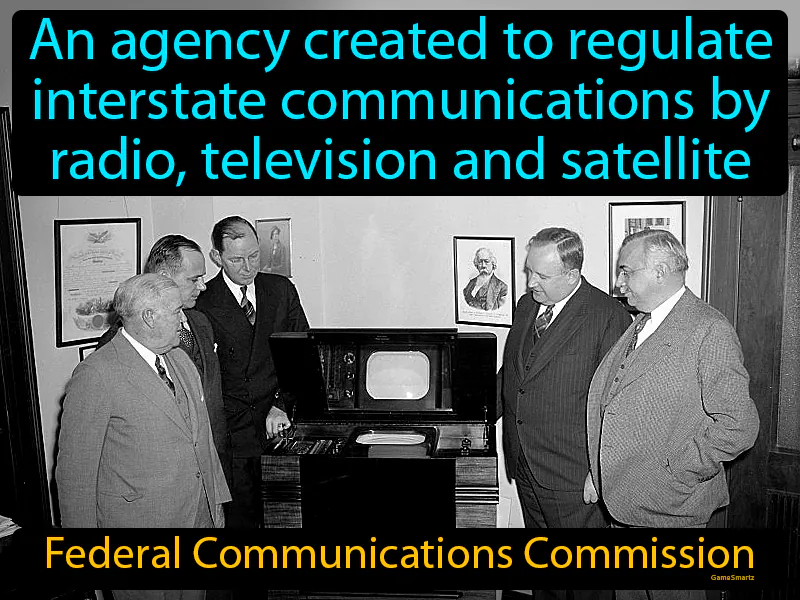 An agency created to regulate
interstate communications by
radio, television and satellite
Federal Communications Commission
GameSmartz